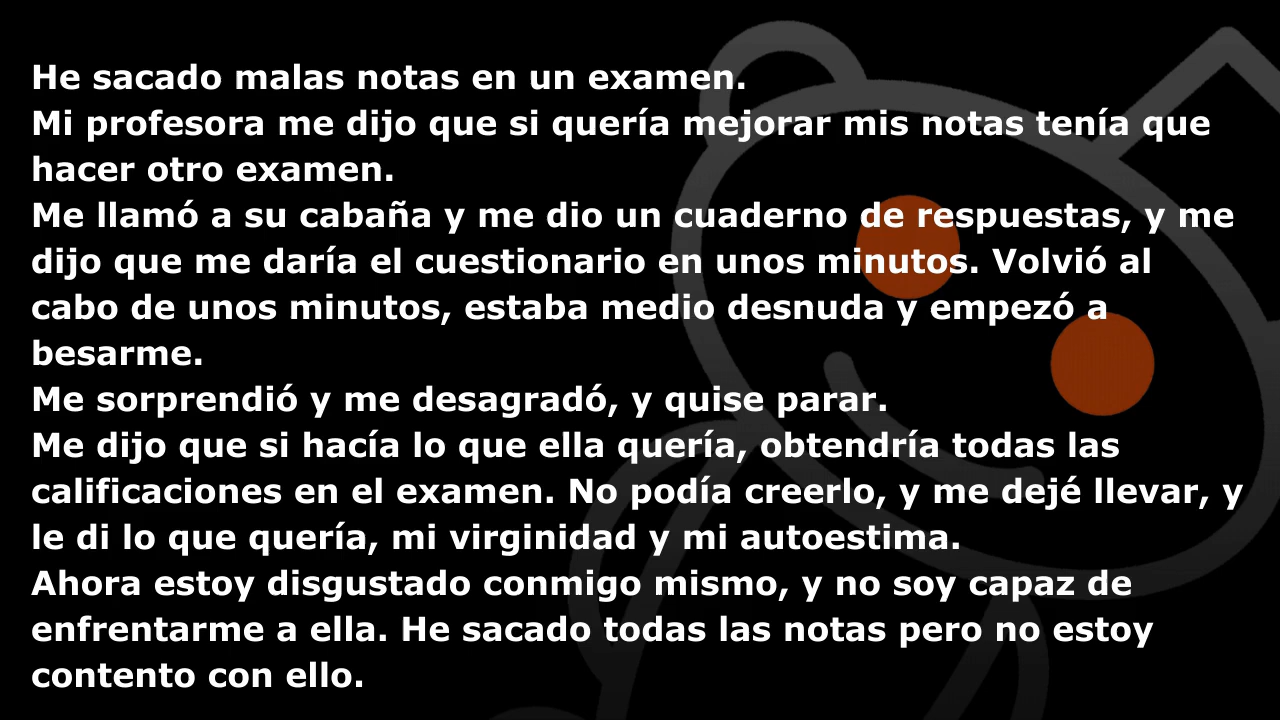 He sacado malas notas en un examen.
Mi profesora me dijo que si quería mejorar mis notas tenía que
hacer otro examen.
Me llamó a su cabaña y me dio un cuaderno de respuestas, y me
dijo que me daría el cuestionario en unos minutos. Volvió al
cabo de unos minutos, estaba medio desnuda y empezó a
besarme.
Me sorprendió y me desagradó, y quise parar.
Me dijo que si hacía lo que ella quería, obtendría todas las
calificaciones en el examen. No podía creerlo, y me dejé llevar, y
le di lo que quería, mi virginidad y mi autoestima.
Ahora estoy disgustado conmigo mismo, y no soy capaz de
enfrentarme a ella. He sacado todas las notas pero no estoy
contento con ello.